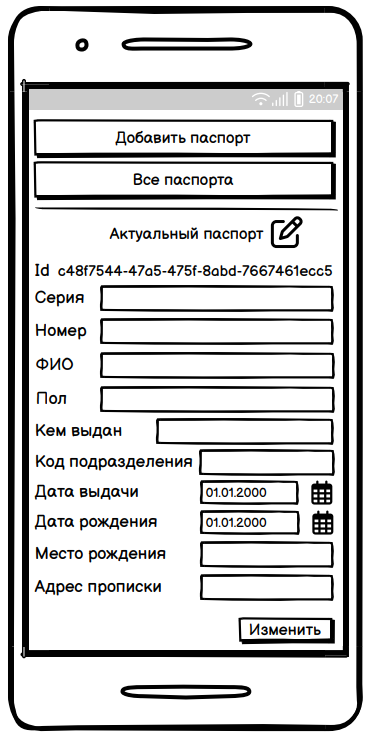 20:07
Добавить паспорт
Все паспорта
Актуальный паспорт
Id c48f7544-47a5-475f-8abd-7667461ecc5
Серия
Номер
ФИО
Пол
Кем выдан
Код подразделения
Дата выдачи 01.01.2000
Дата рождения 01.01.2000
Место рождения
Адрес прописки
Изменить